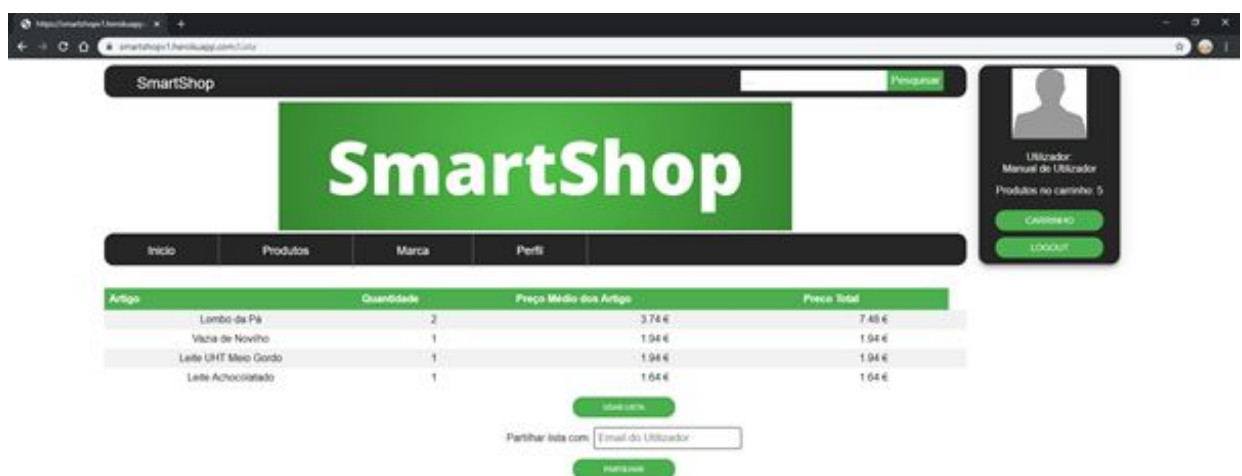 smartshopv1.herokuapp.com/Lista
SmartShop
Pesquisar
SmartShop
Utilizador:
Manual de Utilizador
Produtos no carrinho: 5
CARRINHO
LOGOUT
Inicio Produtos Marca Perfil
Artigo Quantidade Preço Médio dos Artigo Preco Total
Lombo da Pá 2 3.74 € 7.48 €
Vazia de Novilho 1 1.94 € 1.94 €
Leite UHT Meio Gordo 1 1.94 € 1.94 €
Leite Achocolatado 1 1.64 € 1.64 €
USAR LISTA
Partilhar lista com: Email do Utilizador
PARTILHAR